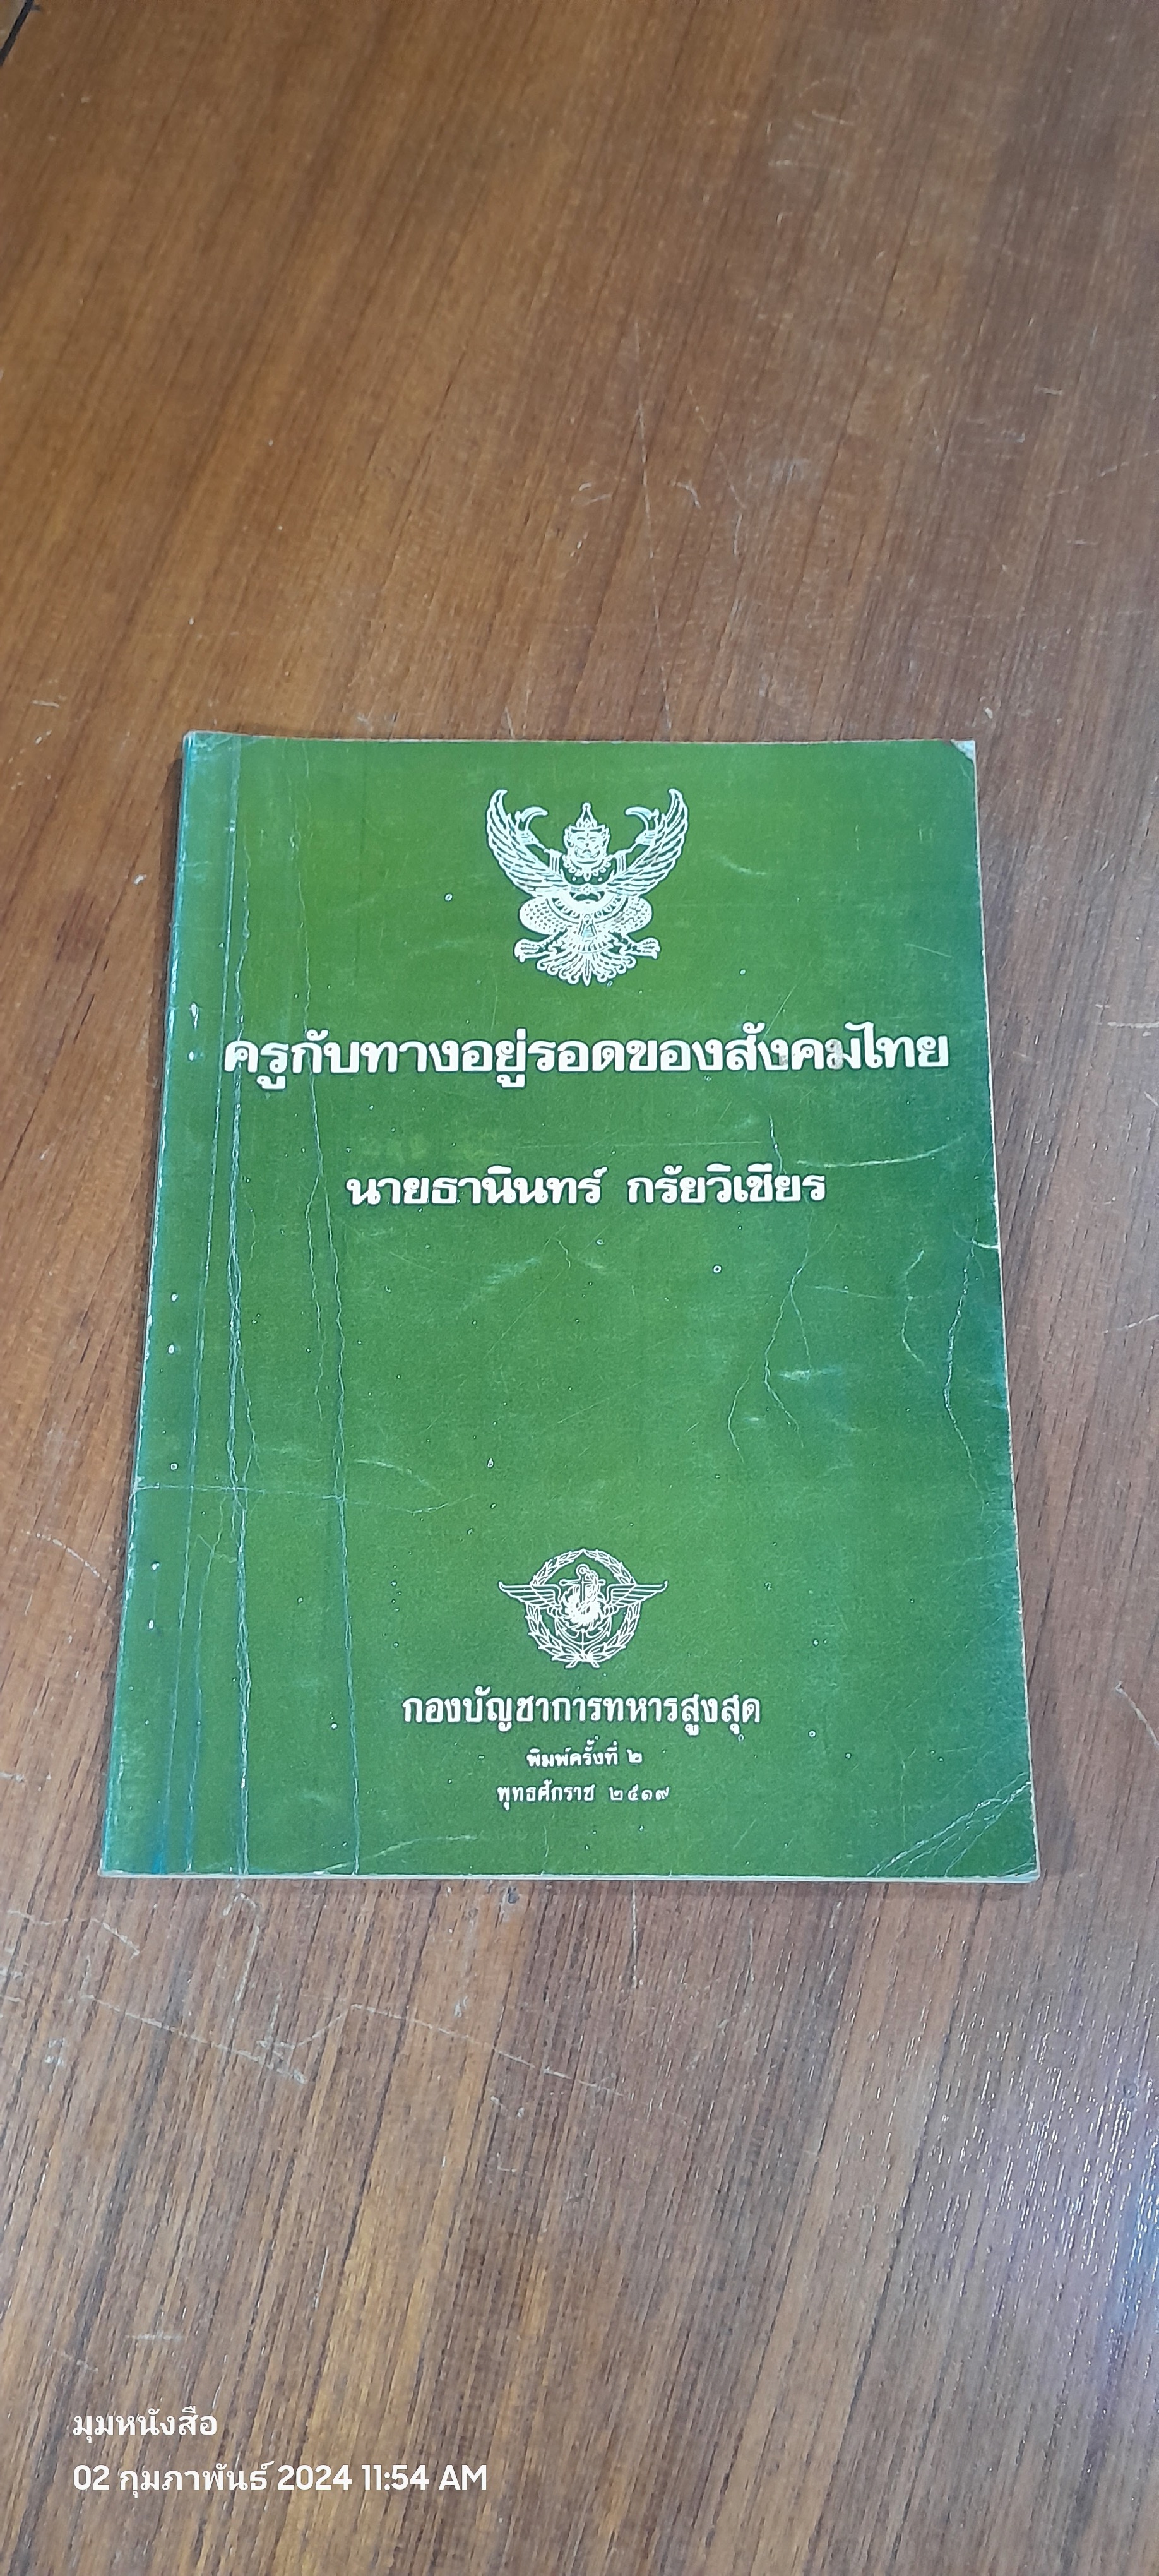 ครูกับทางอยู่รอดของสังคมไทย
นายธานินทร์ กรัยวิเชียร
กองบัญชาการทหารสูงสุด
พิมพ์ครั้งที่ ๒
พุทธศักราช ๒๕๑๙
มุมหนังสือ
02 กุมภาพันธ์ 2024 11:54 AM